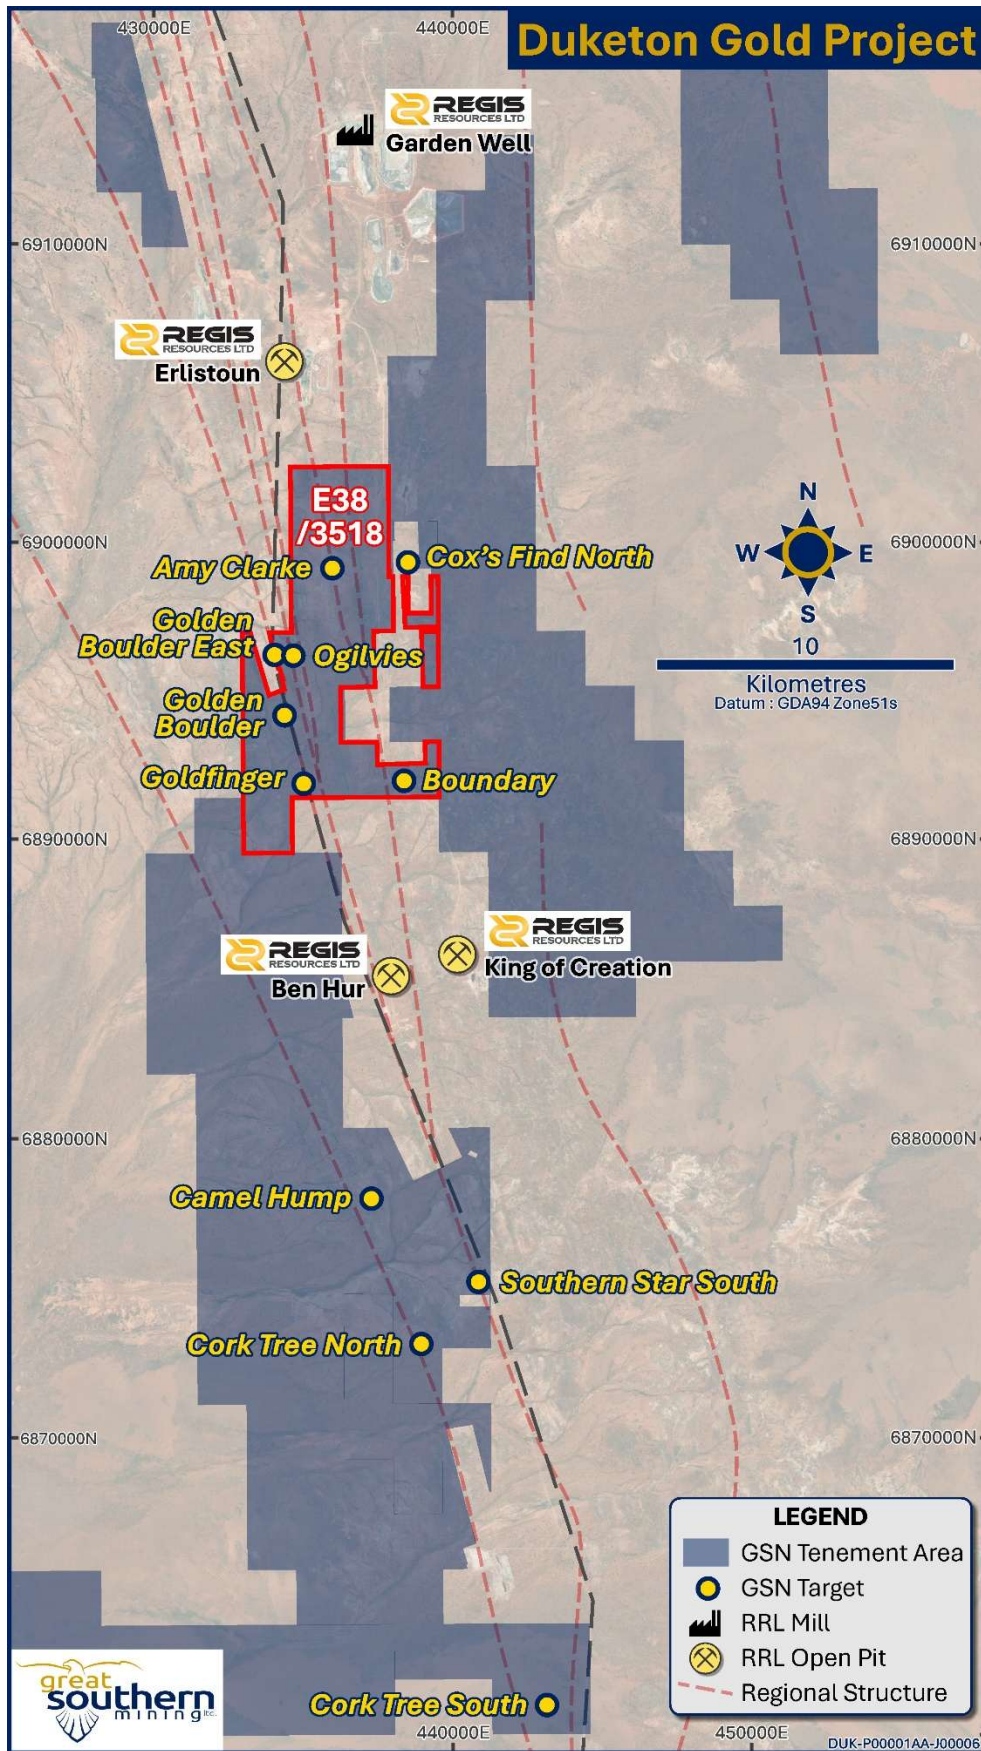 430000E
440000E
Duketon Gold Project
REGIS
RESOURCES LTD
Garden Well
6910000N
6910000N
REGIS
RESOURCES LTD
Erlistoun
E38
/3518
6900000N
6900000N
Amy Clarke
Cox's Find North
N
W
E
S
10
Kilometres
Datum : GDA94 Zone51s
Golden
Boulder East
Ogilvies
Golden
Boulder
Goldfinger
Boundary
6890000N
6890000N
REGIS
RESOURCES LTD
King of Creation
REGIS
RESOURCES LTD
Ben Hur
6880000N
6880000N
Camel Hump
Southern Star South
Cork Tree North
6870000N
6870000N
LEGEND
GSN Tenement Area
GSN Target
RRL Mill
RRL Open Pit
Regional Structure
great
southern
mining ltd.
Cork Tree South
440000E
450000E
DUK-P00001AA-J00006